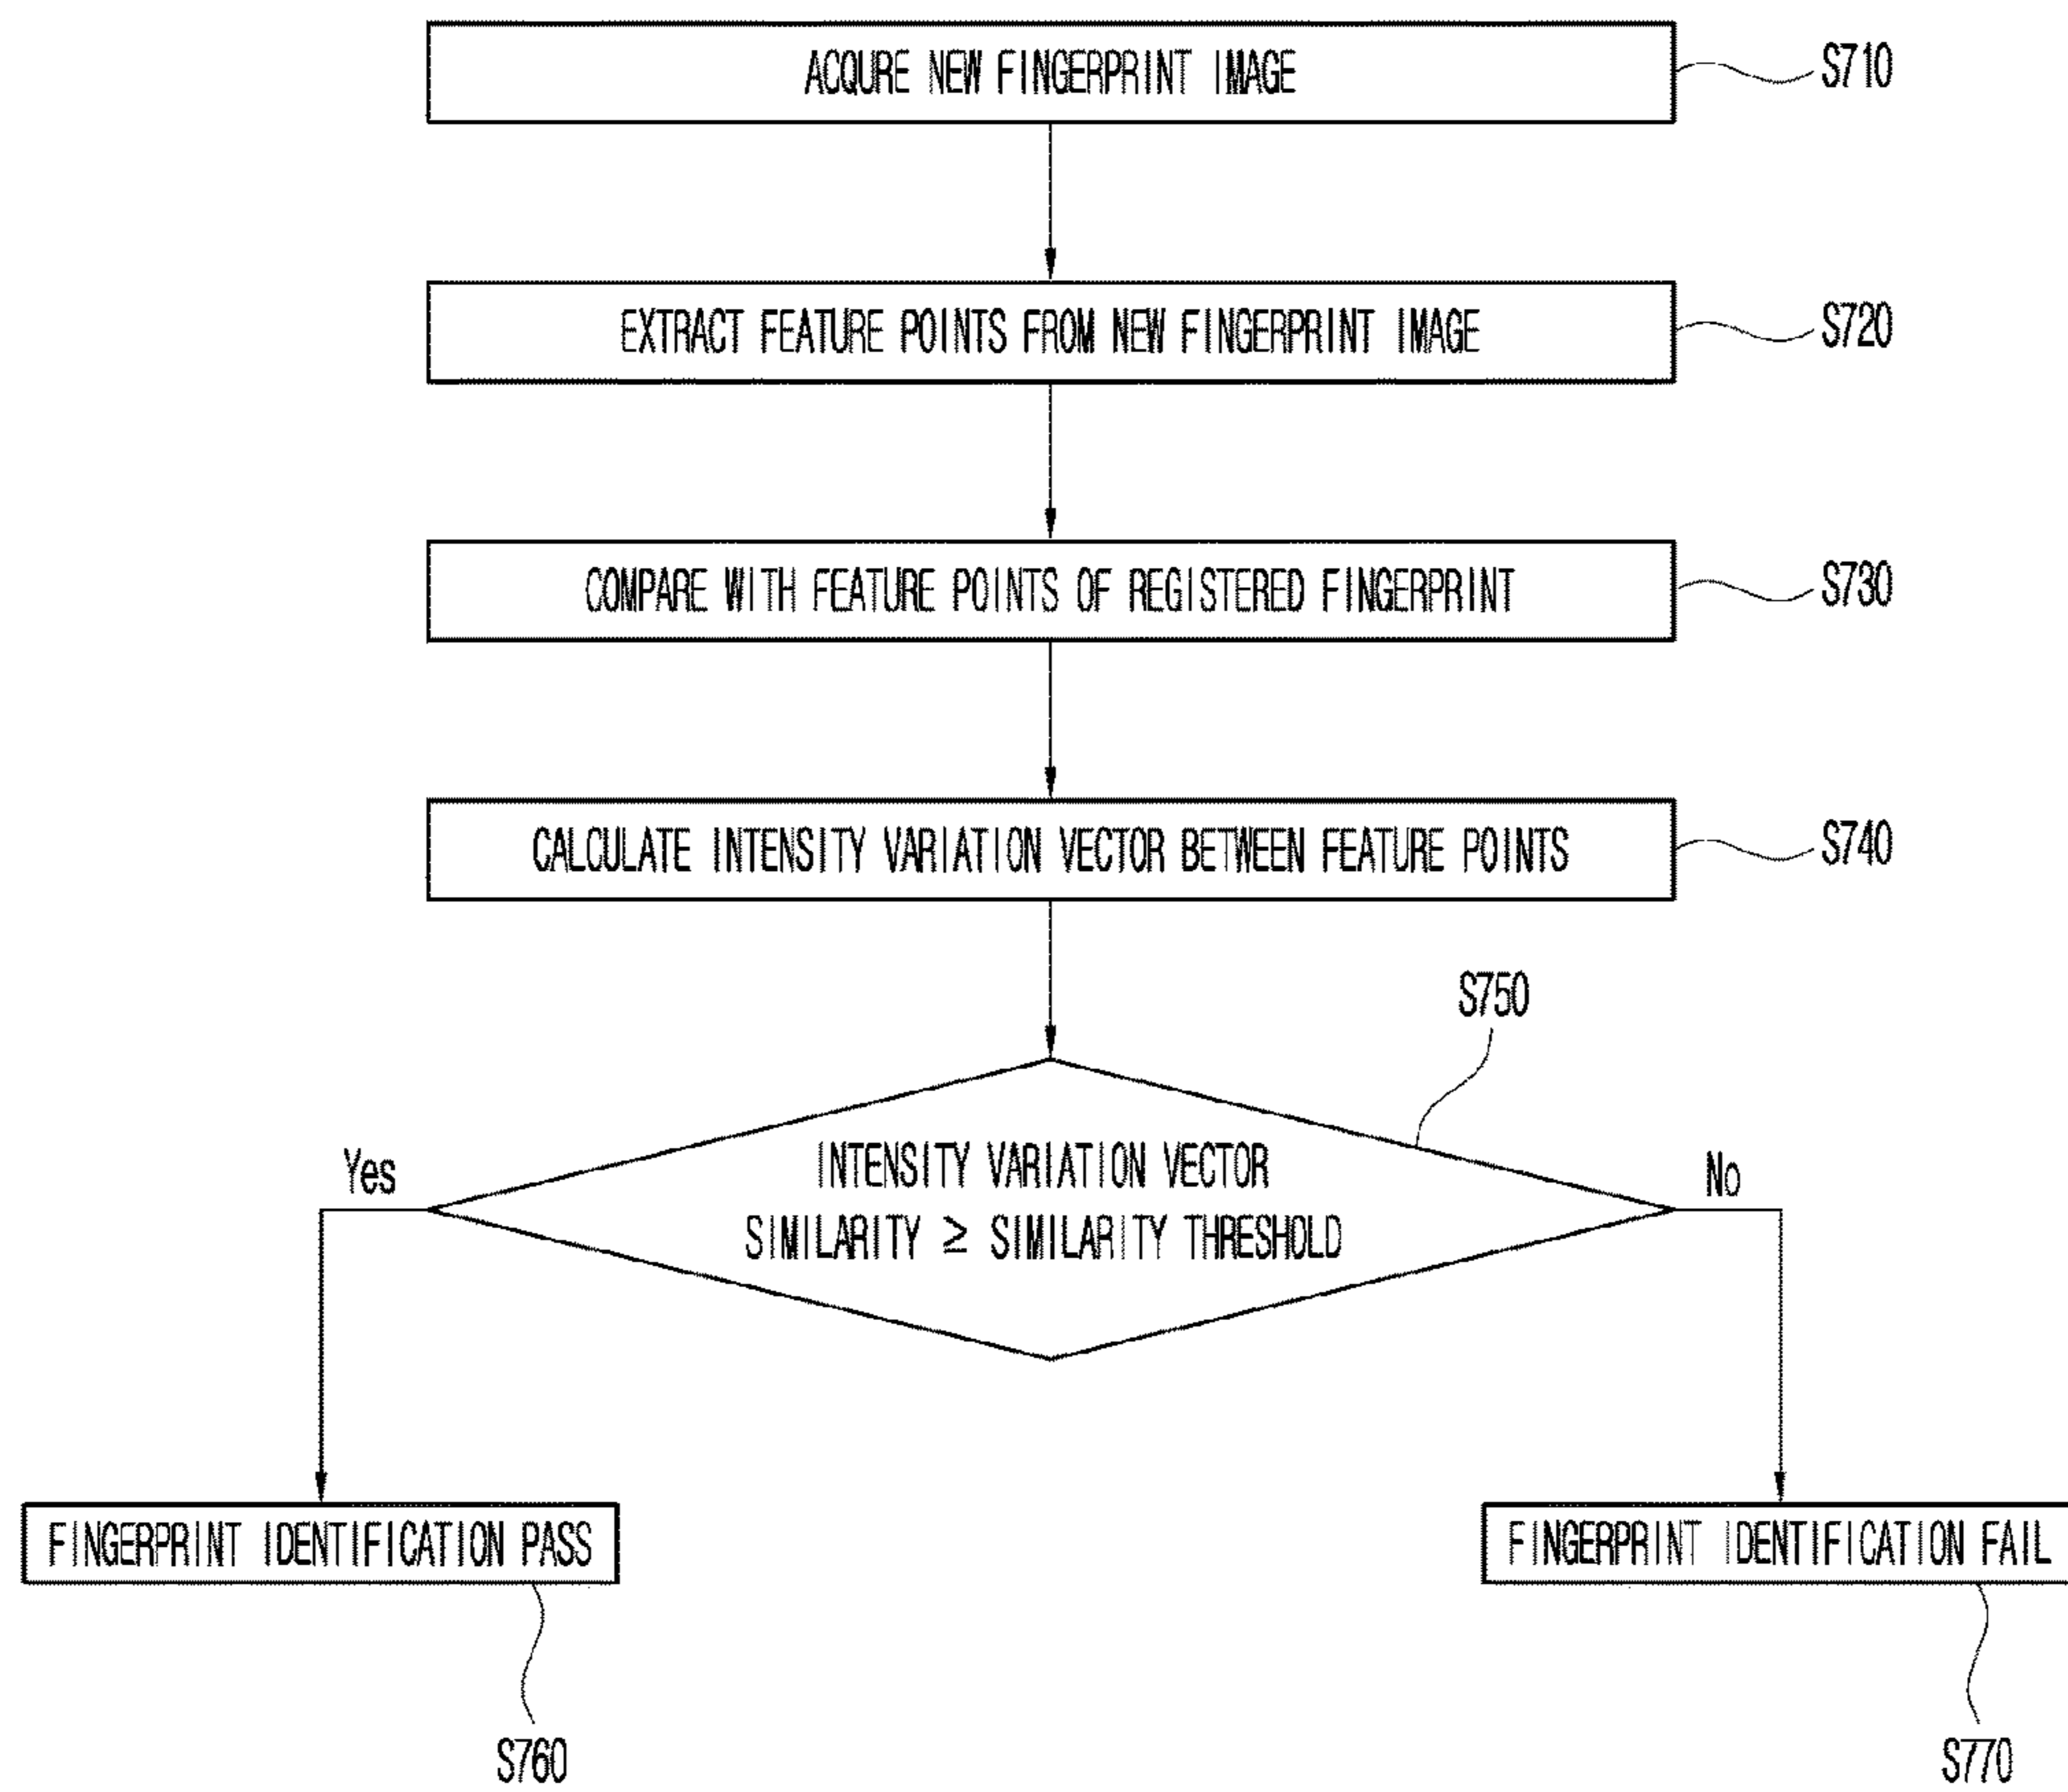 ACQURE NEW FINGERPRINT IMAGE
S710
EXTRACT FEATURE POINTS FROM NEW FINGERPRINT IMAGE
S720
COMPARE WITH FEATURE POINTS OF REGISTERED FINGERPRINT
S730
CALCULATE INTENSITY VARIATION VECTOR BETWEEN FEATURE POINTS
S740
S750
Yes
INTENSITY VARIATION VECTOR
SIMILARITY ≥ SIMILARITY THRESHOLD
No
FINGERPRINT IDENTIFICATION PASS
FINGERPRINT IDENTIFICATION FAIL
S760
S770